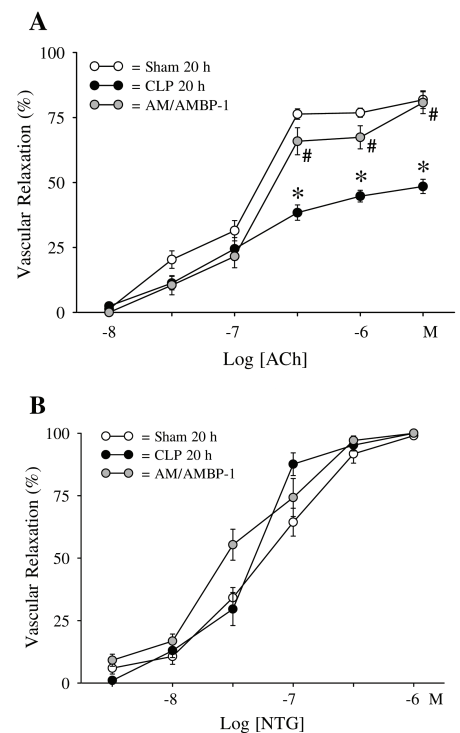 A
100
75
50
25
0
Vascular Relaxation (%)
= Sham 20 h
= CLP 20 h
= AM/AMBP-1
#
#
#
*
*
*
-8
-7
-6
M
Log [ACh]
B
100
75
50
25
0
Vascular Relaxation (%)
= Sham 20 h
= CLP 20 h
= AM/AMBP-1
-8
-7
-6
M
Log [NTG]